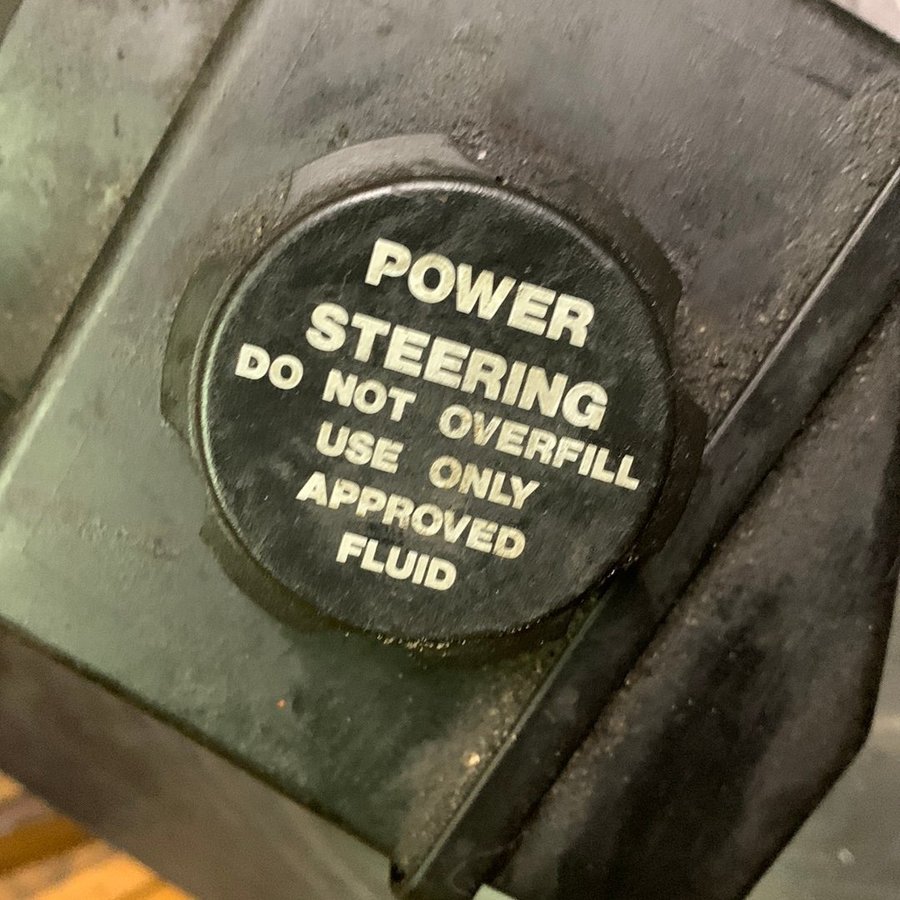 POWER
STEERING
DO NOT OVERFILL
USE ONLY
APPROVED
FLUID